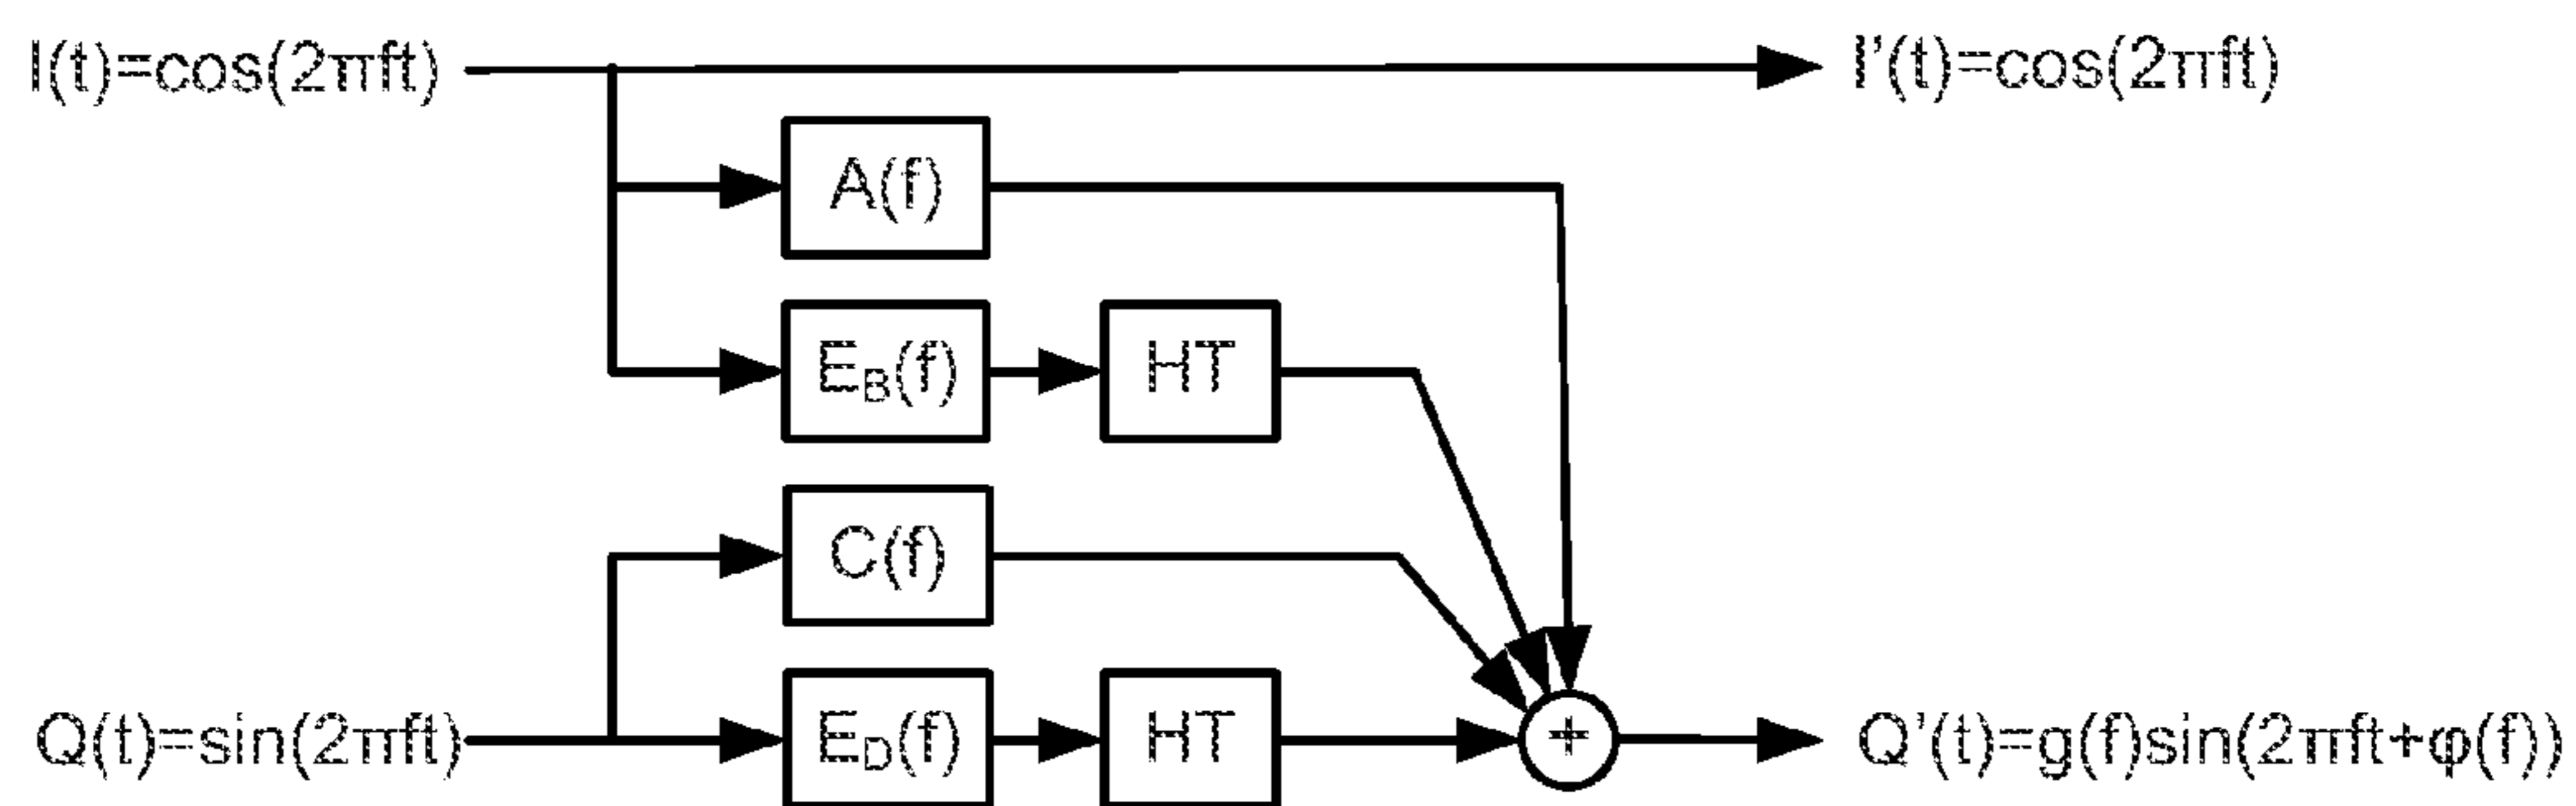 I(t)=cos(2πft)
I'(t)=cos(2πft)
A(f)
E_B(f)
HT
C(f)
Q(t)=sin(2πft)
E_D(f)
HT
+
Q'(t)=g(f)sin(2πft+φ(f))